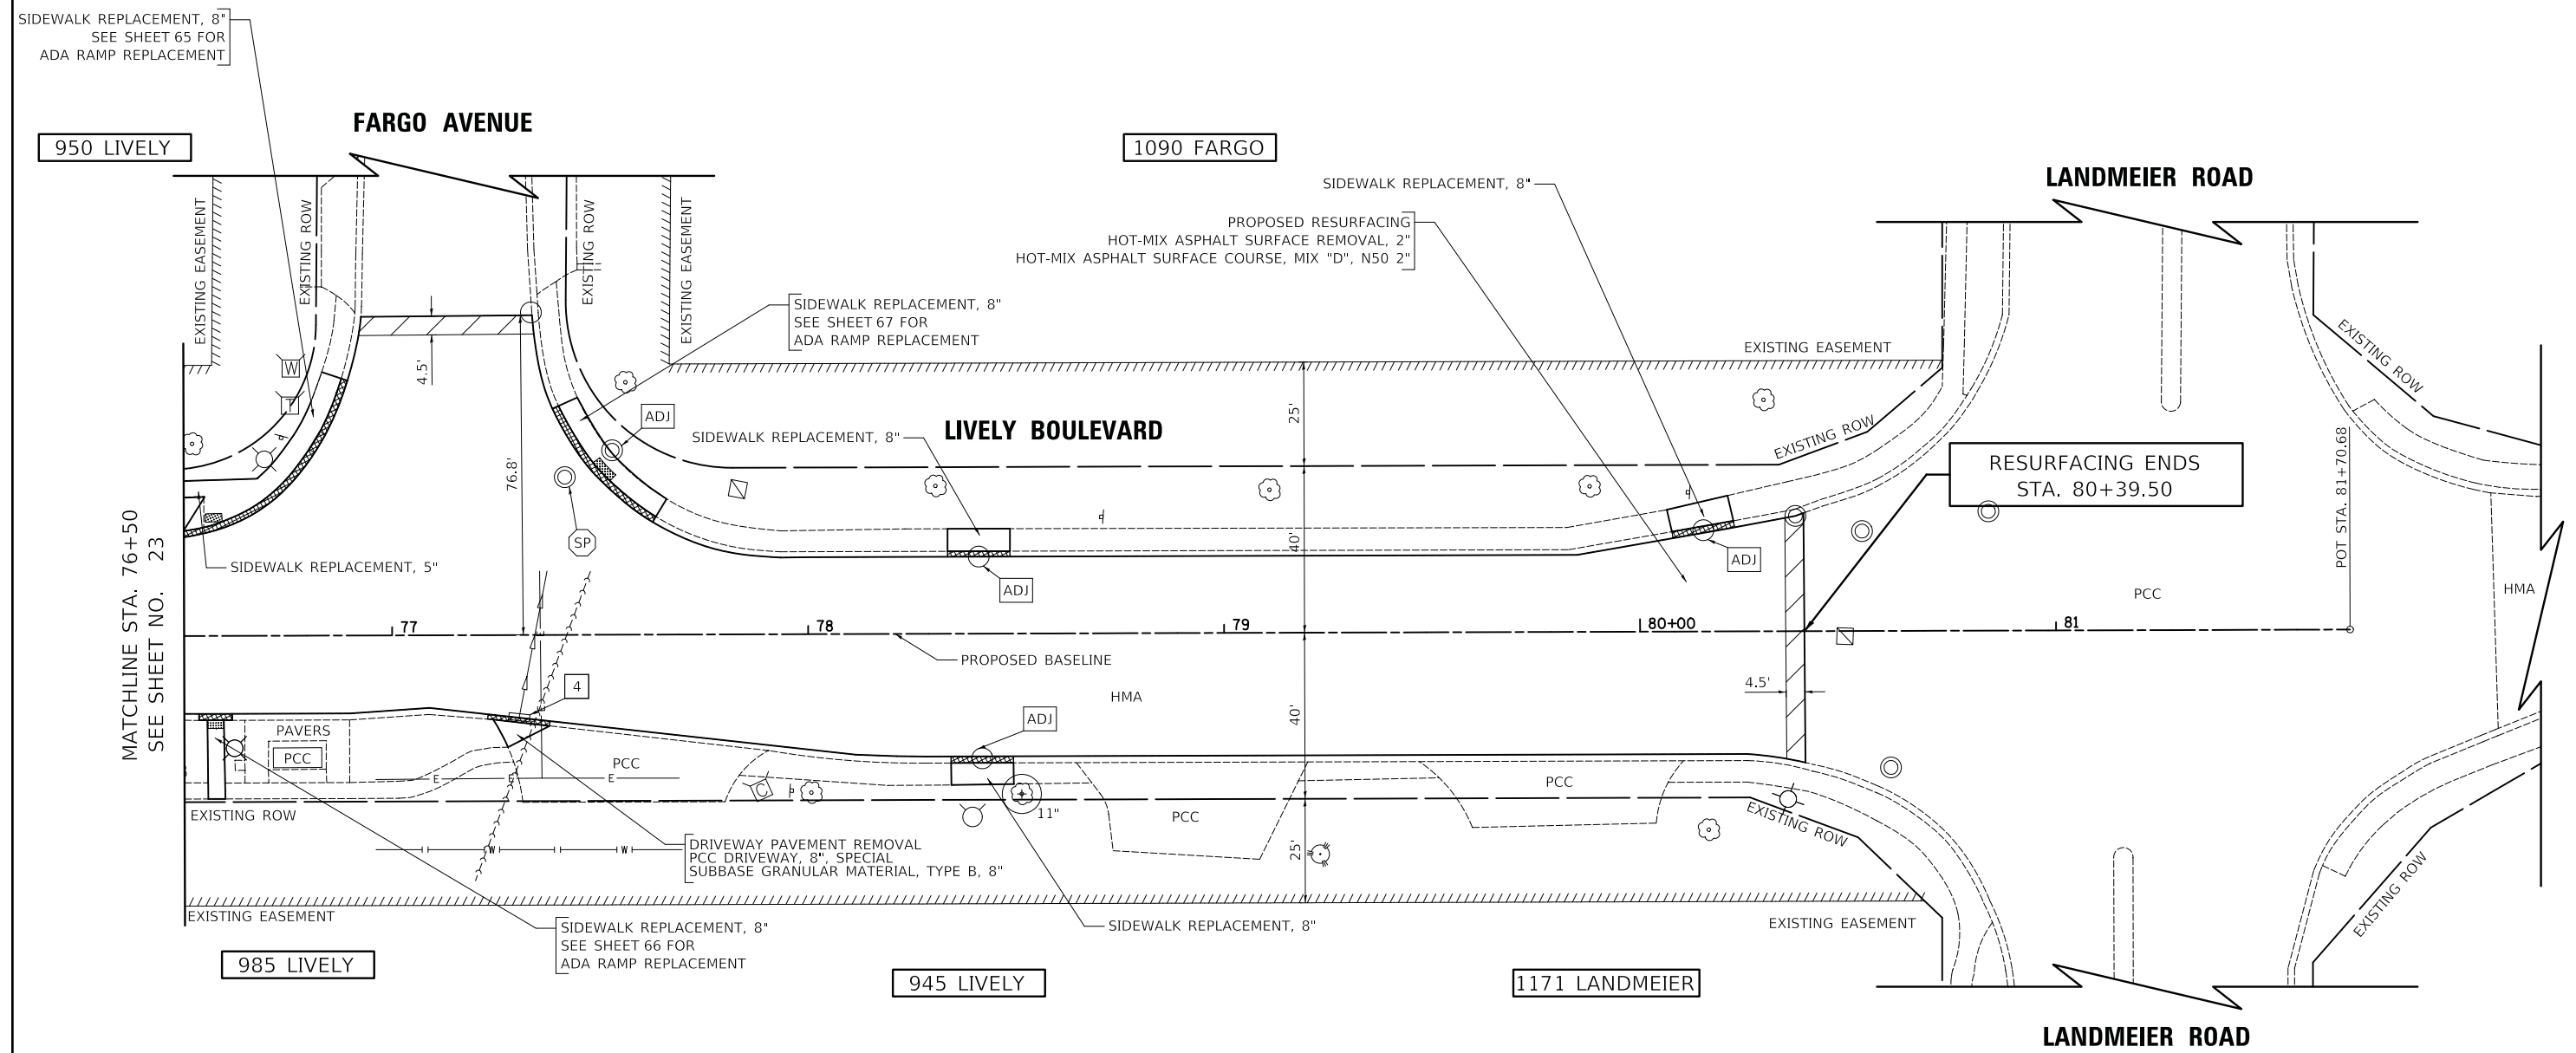 SIDEWALK REPLACEMENT, 8"
SEE SHEET 65 FOR
ADA RAMP REPLACEMENT
950 LIVELY
FARGO AVENUE
1090 FARGO
LANDMEIER ROAD
SIDEWALK REPLACEMENT, 8"
PROPOSED RESURFACING
HOT-MIX ASPHALT SURFACE REMOVAL, 2"
HOT-MIX ASPHALT SURFACE COURSE, MIX "D", N50 2"
EXISTING EASEMENT
EXISTING ROW
EXISTING ROW
EXISTING EASEMENT
SIDEWALK REPLACEMENT, 8"
SEE SHEET 67 FOR
ADA RAMP REPLACEMENT
EXISTING EASEMENT
EXISTING ROW
W
T
4.5'
76.8'
ADJ
SIDEWALK REPLACEMENT, 8"
LIVELY BOULEVARD
25'
EXISTING ROW
RESURFACING ENDS
STA. 80+39.50
POT STA. 81+70.68
MATCHLINE STA. 76+50
SEE SHEET NO. 23
SP
SIDEWALK REPLACEMENT, 5"
ADJ
40'
ADJ
PCC
HMA
77
78
79
80+00
81
PROPOSED BASELINE
4
HMA
4.5'
ADJ
40'
PAVERS
PCC
PCC
E
E
E
C
PCC
PCC
11"
EXISTING ROW
EXISTING ROW
W
W
25'
DRIVEWAY PAVEMENT REMOVAL
PCC DRIVEWAY, 8", SPECIAL
SUBBASE GRANULAR MATERIAL, TYPE B, 8"
EXISTING ROW
EXISTING EASEMENT
SIDEWALK REPLACEMENT, 8"
SEE SHEET 66 FOR
ADA RAMP REPLACEMENT
SIDEWALK REPLACEMENT, 8"
EXISTING EASEMENT
985 LIVELY
945 LIVELY
1171 LANDMEIER
LANDMEIER ROAD